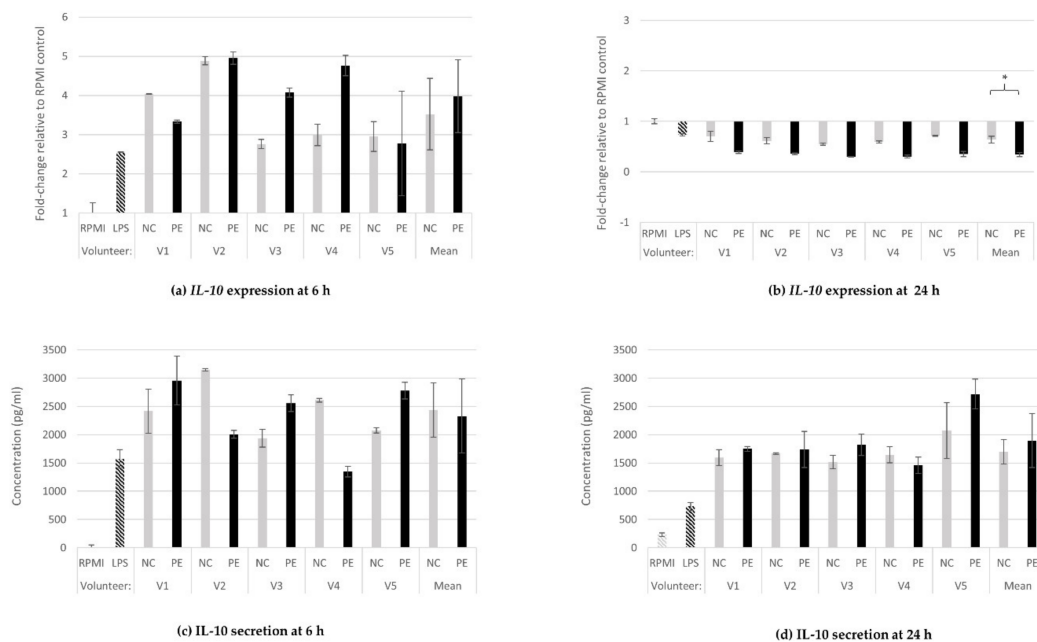 Fold-change relative to RPMI control
6
5
4
3
2
1
RPMI LPS NC PE NC PE NC PE NC PE NC PE NC PE
Volunteer: V1 V2 V3 V4 V5 Mean
(a) IL-10 expression at 6 h
Fold-change relative to RPMI control
3
2
1
0
-1
*
RPMI LPS NC PE NC PE NC PE NC PE NC PE NC PE
Volunteer: V1 V2 V3 V4 V5 Mean
(b) IL-10 expression at 24 h
Concentration (pg/ml)
3500
3000
2500
2000
1500
1000
500
0
RPMI LPS NC PE NC PE NC PE NC PE NC PE NC PE
Volunteer: V1 V2 V3 V4 V5 Mean
(c) IL-10 secretion at 6 h
Concentration (pg/ml)
3500
3000
2500
2000
1500
1000
500
0
RPMI LPS NC PE NC PE NC PE NC PE NC PE NC PE
Volunteer: V1 V2 V3 V4 V5 Mean
(d) IL-10 secretion at 24 h